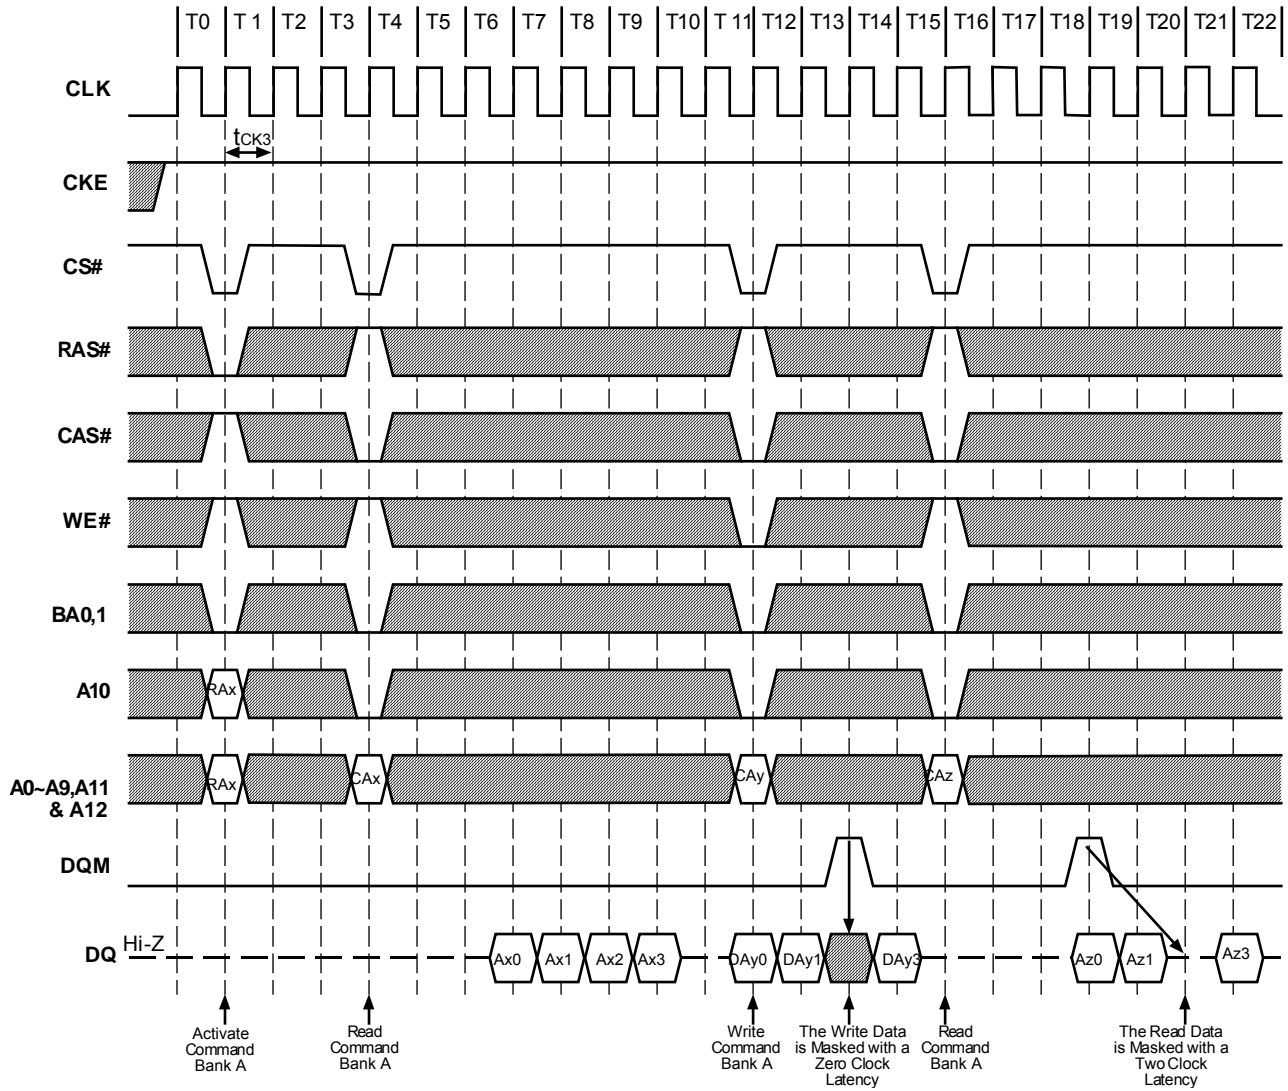 T0 T 1 T2 T3 T4 T5 T6 T7 T8 T9 T10 T 11 T12 T13 T14 T15 T16 T17 T18 T19 T20 T21 T22
CLK
tCK3
CKE
CS#
RAS#
CAS#
WE#
BA0,1
A10
RAx
A0~A9,A11
& A12
RAx CAx CAy CAz
DQM
DQ Hi-Z Ax0 Ax1 Ax2 Ax3 DAy0 DAy1 DAy3 Az0 Az1 Az3
Activate
Command
Bank A
Read
Command
Bank A
Write
Command
Bank A
The Write Data
is Masked with a
Zero Clock
Latency
Read
Command
Bank A
The Read Data
is Masked with a
Two Clock
Latency